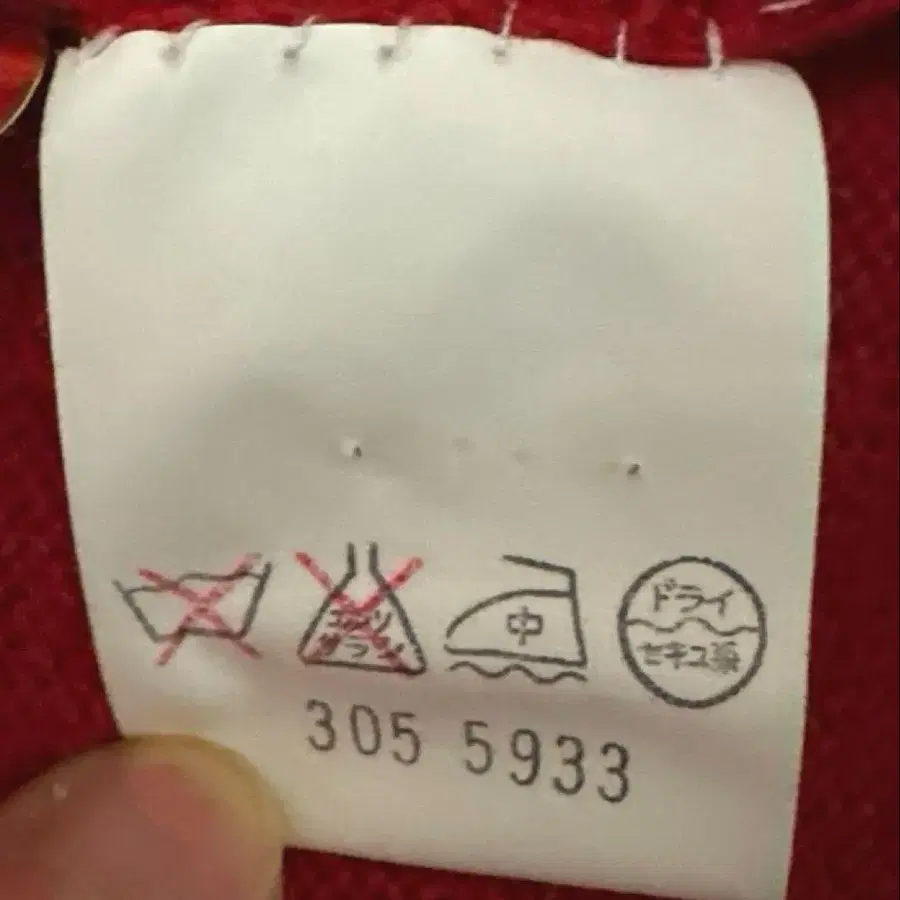 エンソ
サラシ
中
ドライ
セキユ系
305 5933